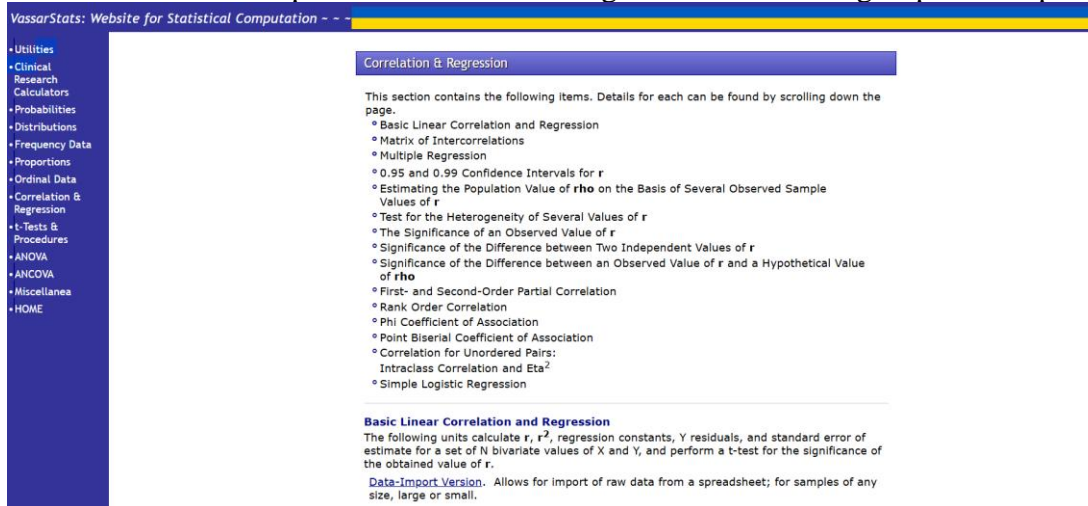 VassarStats: Website for Statistical Computation ~ ~ ~
•Utilities
•Clinical
Research
Calculators
•Probabilities
•Distributions
•Frequency Data
•Proportions
•Ordinal Data
•Correlation &
Regression
•t-Tests &
Procedures
•ANOVA
•ANCOVA
•Miscellanea
•HOME
Correlation & Regression
This section contains the following items. Details for each can be found by scrolling down the
page.
° Basic Linear Correlation and Regression
° Matrix of Intercorrelations
° Multiple Regression
° 0.95 and 0.99 Confidence Intervals for r
° Estimating the Population Value of rho on the Basis of Several Observed Sample
Values of r
° Test for the Heterogeneity of Several Values of r
° The Significance of an Observed Value of r
° Significance of the Difference between Two Independent Values of r
° Significance of the Difference between an Observed Value of r and a Hypothetical Value
of rho
° First- and Second-Order Partial Correlation
° Rank Order Correlation
° Phi Coefficient of Association
° Point Biserial Coefficient of Association
° Correlation for Unordered Pairs:
Intraclass Correlation and Eta²
° Simple Logistic Regression
Basic Linear Correlation and Regression
The following units calculate r, r², regression constants, Y residuals, and standard error of
estimate for a set of N bivariate values of X and Y, and perform a t-test for the significance of
the obtained value of r.
Data-Import Version. Allows for import of raw data from a spreadsheet; for samples of any
size, large or small.